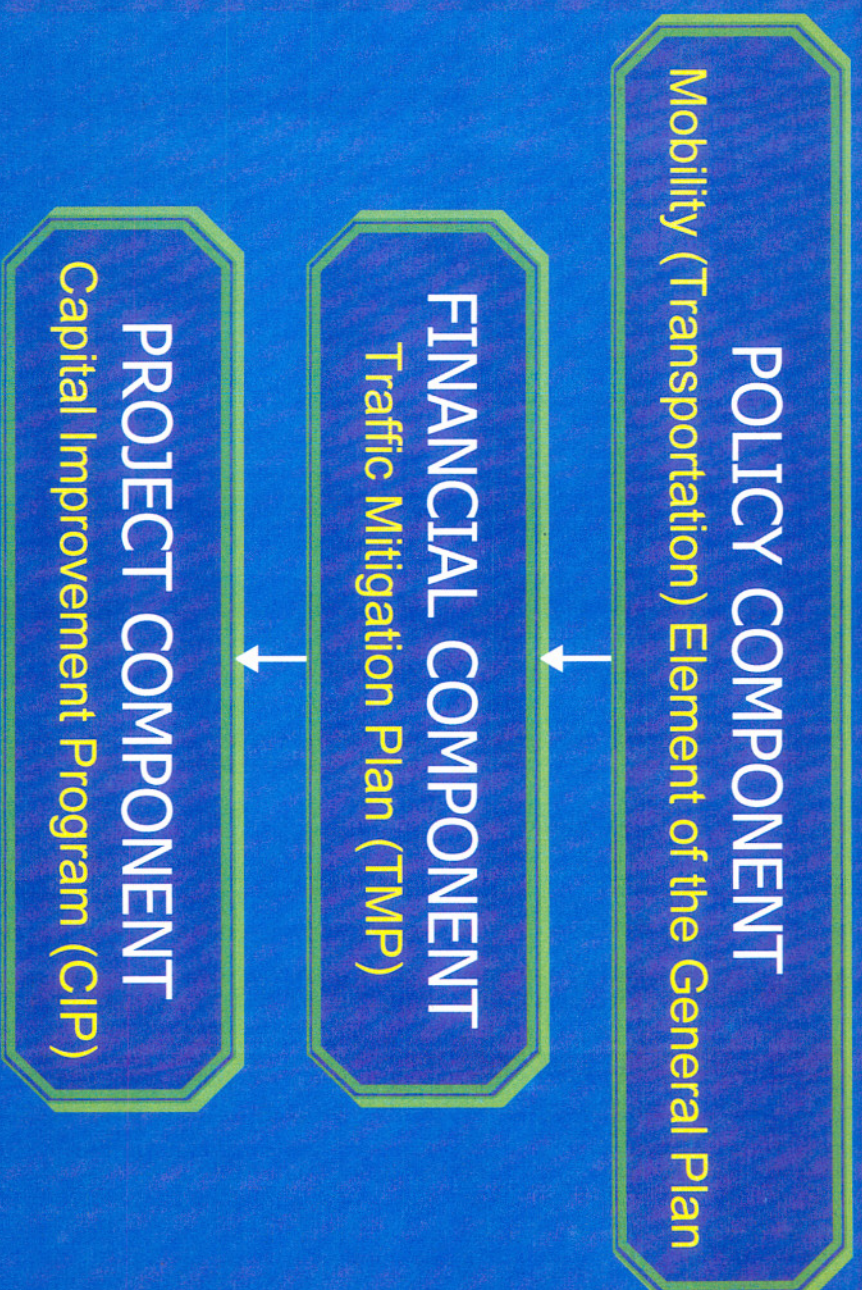 POLICY COMPONENT
Mobility (Transportation) Element of the General Plan
FINANCIAL COMPONENT
Traffic Mitigation Plan (TMP)
PROJECT COMPONENT
Capital Improvement Program (CIP)